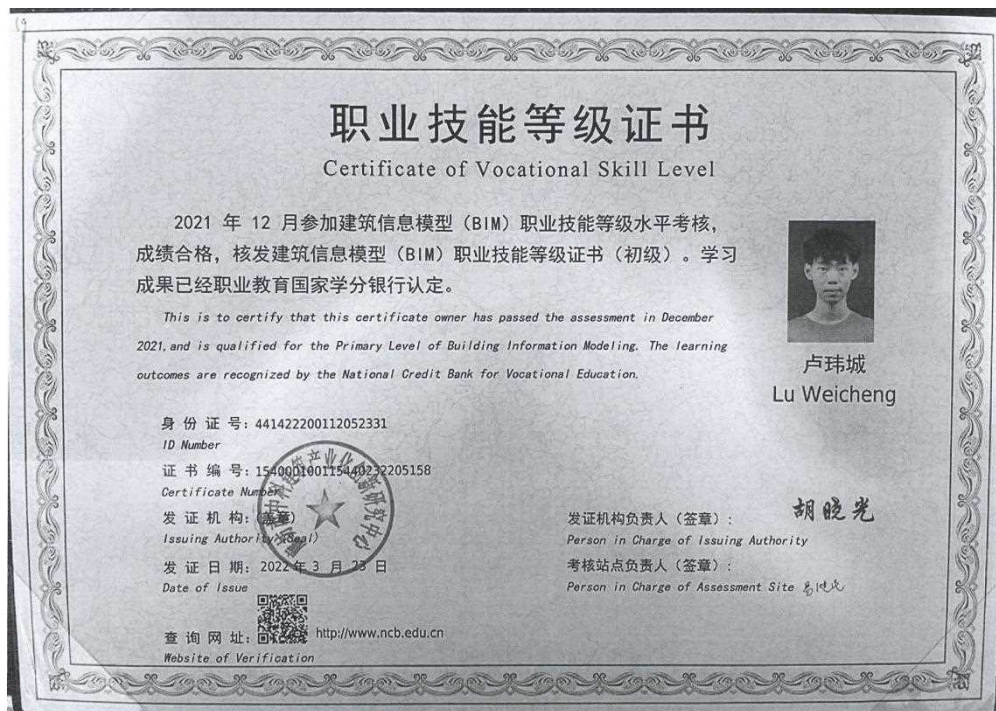 职业技能等级证书
Certificate of Vocational Skill Level
2021 年 12 月参加建筑信息模型（BIM）职业技能等级水平考核，
成绩合格，核发建筑信息模型（BIM）职业技能等级证书（初级）。学习
成果已经职业教育国家学分银行认定。
This is to certify that this certificate owner has passed the assessment in December
2021,and is qualified for the Primary Level of Building Information Modeling. The learning
outcomes are recognized by the National Credit Bank for Vocational Education.
卢玮城
Lu Weicheng
身 份 证 号：441422200112052331
ID Number
证 书 编 号：154000100115440232205158
Certificate Number
发 证 机 构：（盖章）
Issuing Authority (Seal)
发 证 日 期：2022 年 3 月 23 日
Date of Issue
查 询 网 址：http://www.ncb.edu.cn
Website of Verification
发证机构负责人（签章）：胡晓光
Person in Charge of Issuing Authority
考核站点负责人（签章）：
Person in Charge of Assessment Site